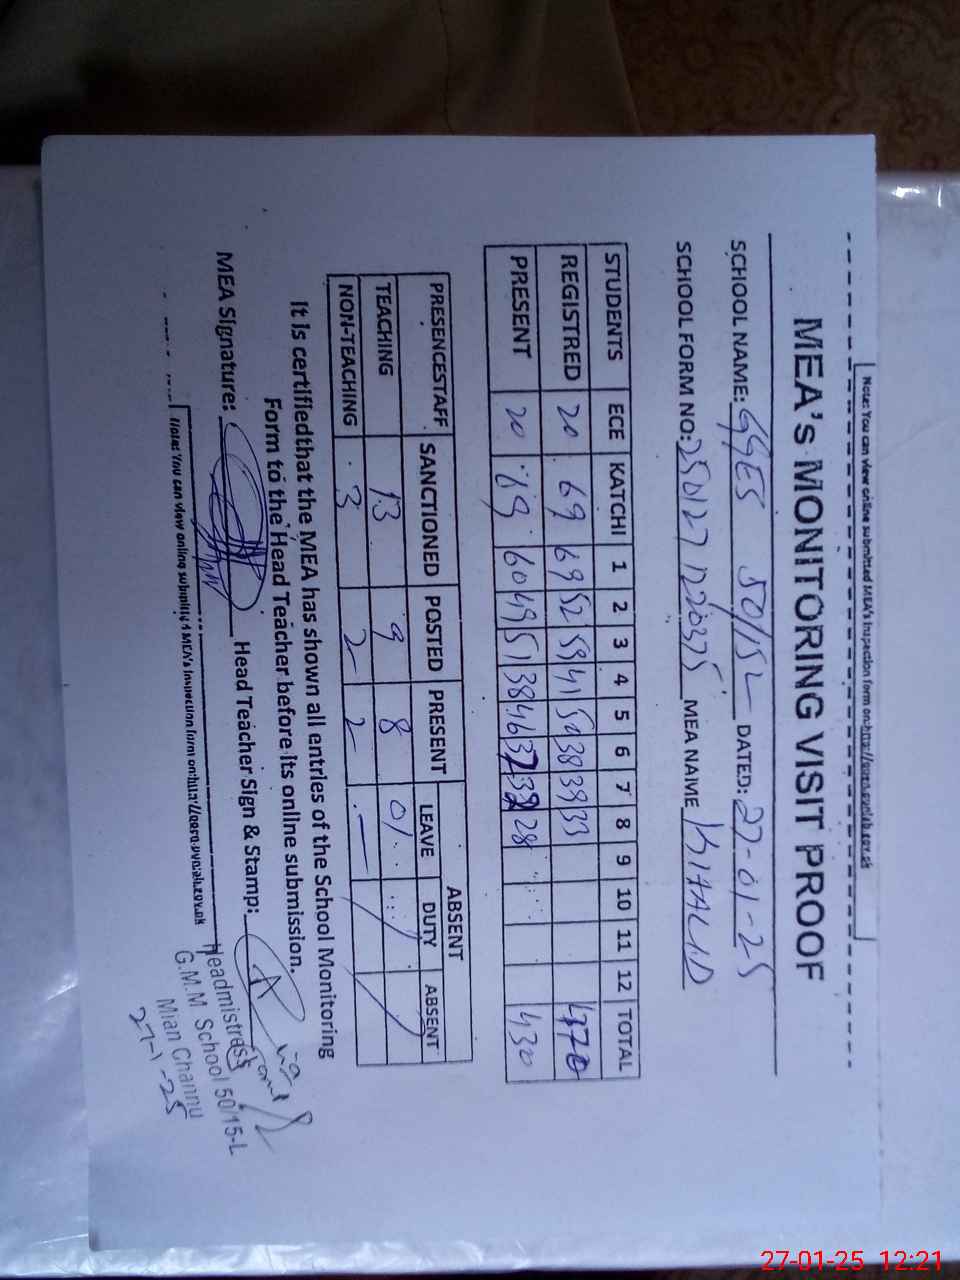 Note: You can view online submitted MEA's Inspection form on:http://
MEA's MONITORING VISIT PROOF
SCHOOL NAME: GGES 50/15L DATED: 27-01-25
SCHOOL FORM NO: 25012712 MEA NAME KHALID
STUDENTS ECE KATCHI 1 2 3 4 5 6 7 8 9 10 11 12 TOTAL
REGISTRED 20 69 69 52 59 41 50 38 39 33 470
PRESENT 20 69 60 49 51 38 46 37 32 28 430
PRESENCESTAFF SANCTIONED POSTED PRESENT ABSENT
LEAVE DUTY ABSENT
TEACHING 13 9 8 01
NON-TEACHING 3 2 2 -
It is certifiedthat the MEA has shown all entries of the School Monitoring
Form to the Head Teacher before its online submission.
MEA Signature: Head Teacher Sign & Stamp:
Headmistress
G.M.M School 50/15-L
Mian Channu
27-1-25
Note: You can view online submitted MEA's Inspection form on:
27-01-25 12:21